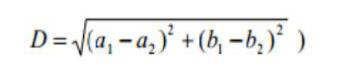 D = √(a₁ − a₂)² + (b₁ − b₂)² )